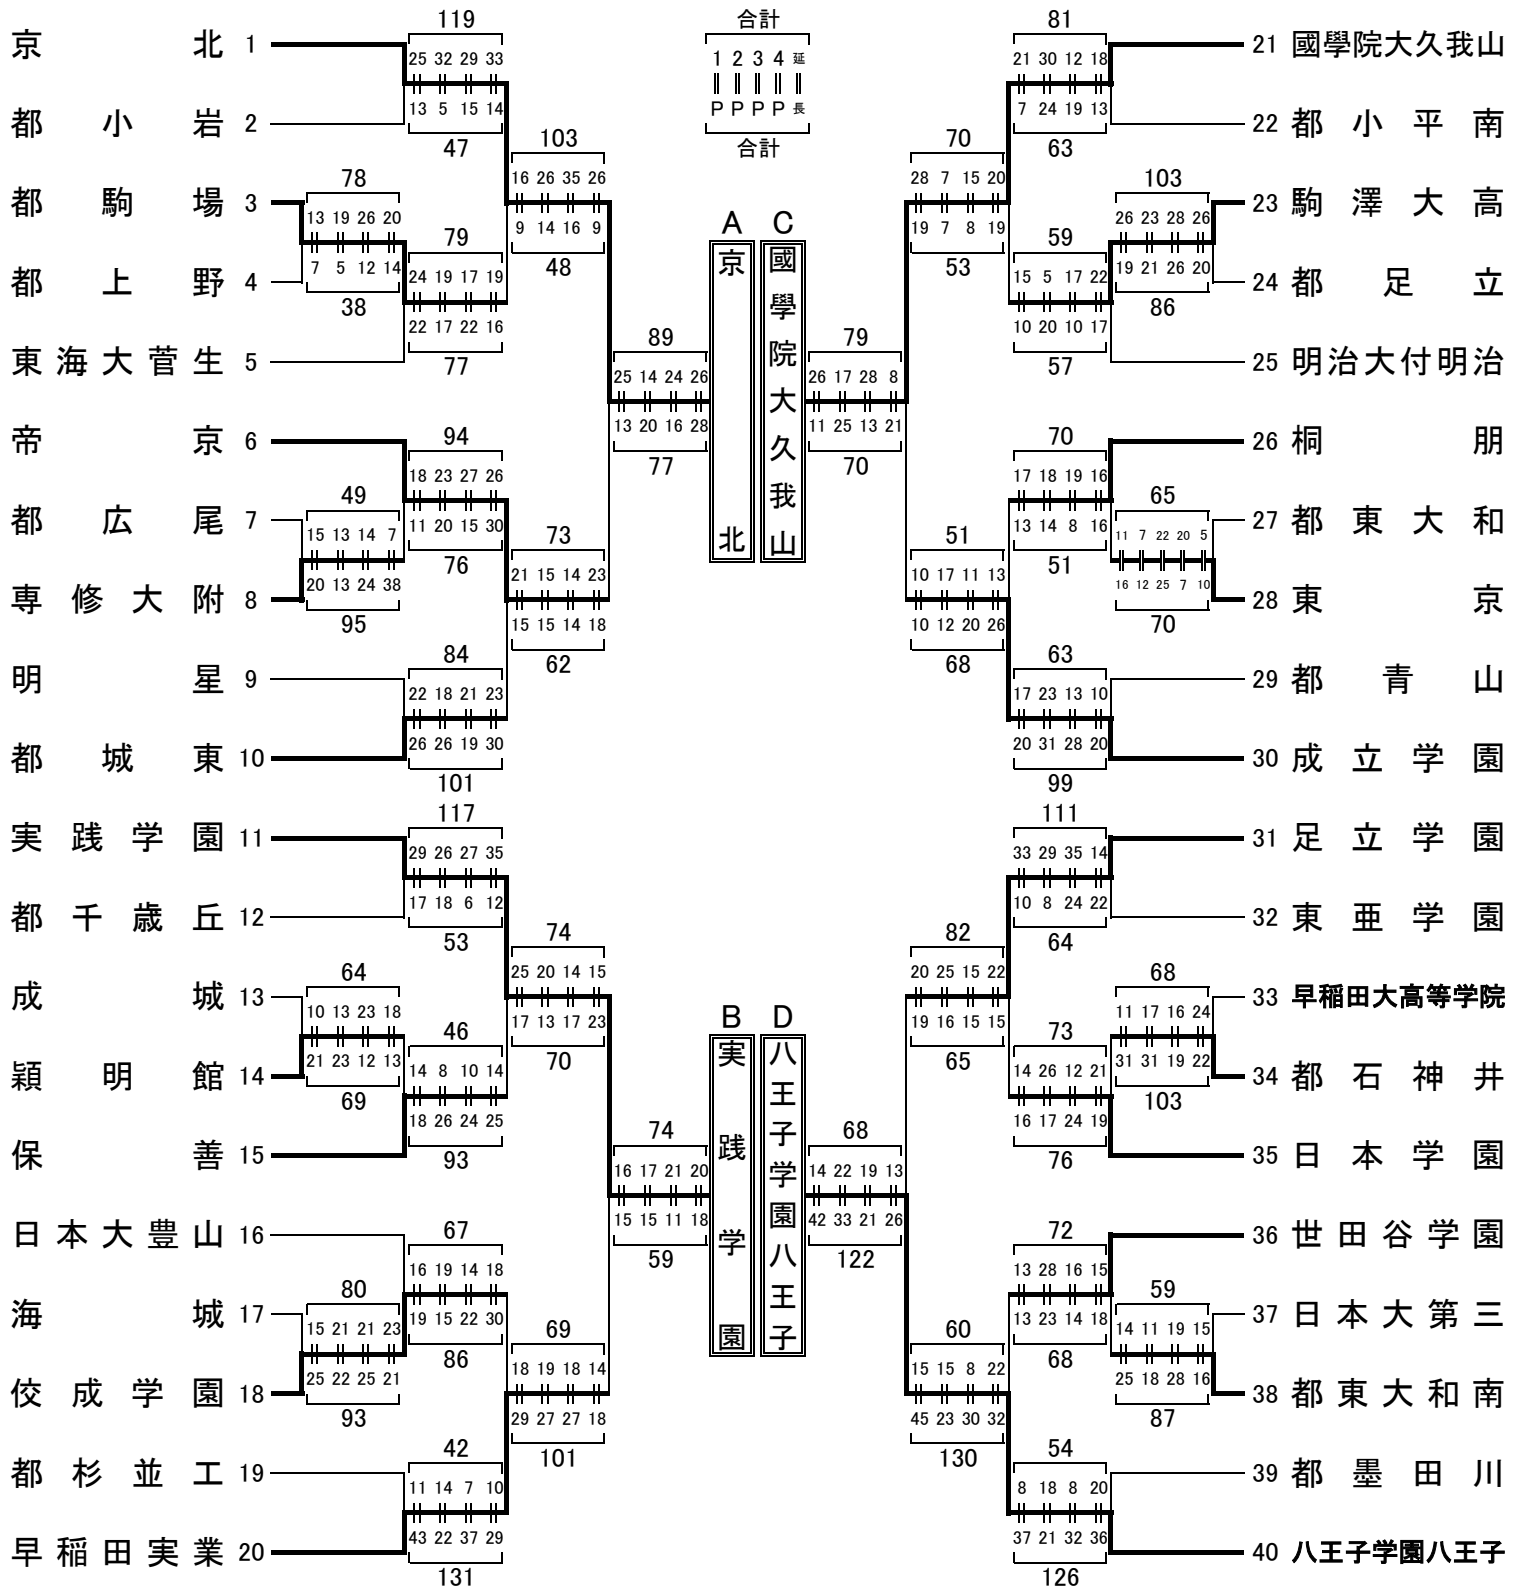 合計
1 2 3 4 延長
P P P P
合計
京北 1
都小岩 2
都駒場 3
都上野 4
東海大菅生 5
帝京 6
都広尾 7
専修大附 8
明星 9
都城東 10
実践学園 11
都千歳丘 12
成城 13
穎明館 14
保善 15
日本大豊山 16
海城 17
佼成学園 18
都杉並工 19
早稲田実業 20
119
25 32 29 33
13 5 15 14
47
78
13 19 26 20
7 5 12 14
38
79
24 19 17 19
22 17 22 16
77
103
16 26 35 26
9 14 16 9
48
94
18 23 27 26
11 20 15 30
76
49
15 13 14 7
20 13 24 38
95
84
22 18 21 23
26 26 19 30
101
73
21 15 14 23
15 15 14 18
62
89
25 14 24 26
13 20 16 28
77
117
29 26 27 35
17 18 6 12
53
64
10 13 23 18
21 23 12 13
69
46
14 8 10 14
18 26 24 25
93
74
25 20 14 15
17 13 17 23
70
67
16 19 14 18
19 15 22 30
86
80
15 21 21 23
25 22 25 21
93
42
11 14 7 10
43 22 37 29
131
69
18 19 18 14
29 27 27 18
101
74
16 17 21 20
15 15 11 18
59
A
京北
C
國學院大久我山
B
実践学園
D
八王子学園八王子
81
21 30 12 18
7 24 19 13
63
103
26 23 28 26
19 21 26 20
86
59
15 5 17 22
10 20 10 17
57
70
28 7 15 20
19 7 8 19
53
70
17 18 19 16
13 14 8 16
51
65
11 7 22 20 5
16 12 25 7 10
70
63
17 23 13 10
20 31 28 20
99
51
10 17 11 13
10 12 20 26
68
79
26 17 28 8
11 25 13 21
70
111
33 29 35 14
10 8 24 22
64
68
11 17 16 24
31 31 19 22
103
73
14 26 12 21
16 17 24 19
76
82
20 25 15 22
19 16 15 15
65
72
13 28 16 15
13 23 14 18
68
59
14 11 19 15
25 18 28 16
87
54
8 18 8 20
37 21 32 36
126
60
15 15 8 22
45 23 30 32
130
68
14 22 19 13
42 33 21 26
122
21 國學院大久我山
22 都小平南
23 駒澤大高
24 都足立
25 明治大付明治
26 桐朋
27 都東大和
28 東京
29 都青山
30 成立学園
31 足立学園
32 東亜学園
33 早稲田大高等学院
34 都石神井
35 日本学園
36 世田谷学園
37 日本大第三
38 都東大和南
39 都墨田川
40 八王子学園八王子